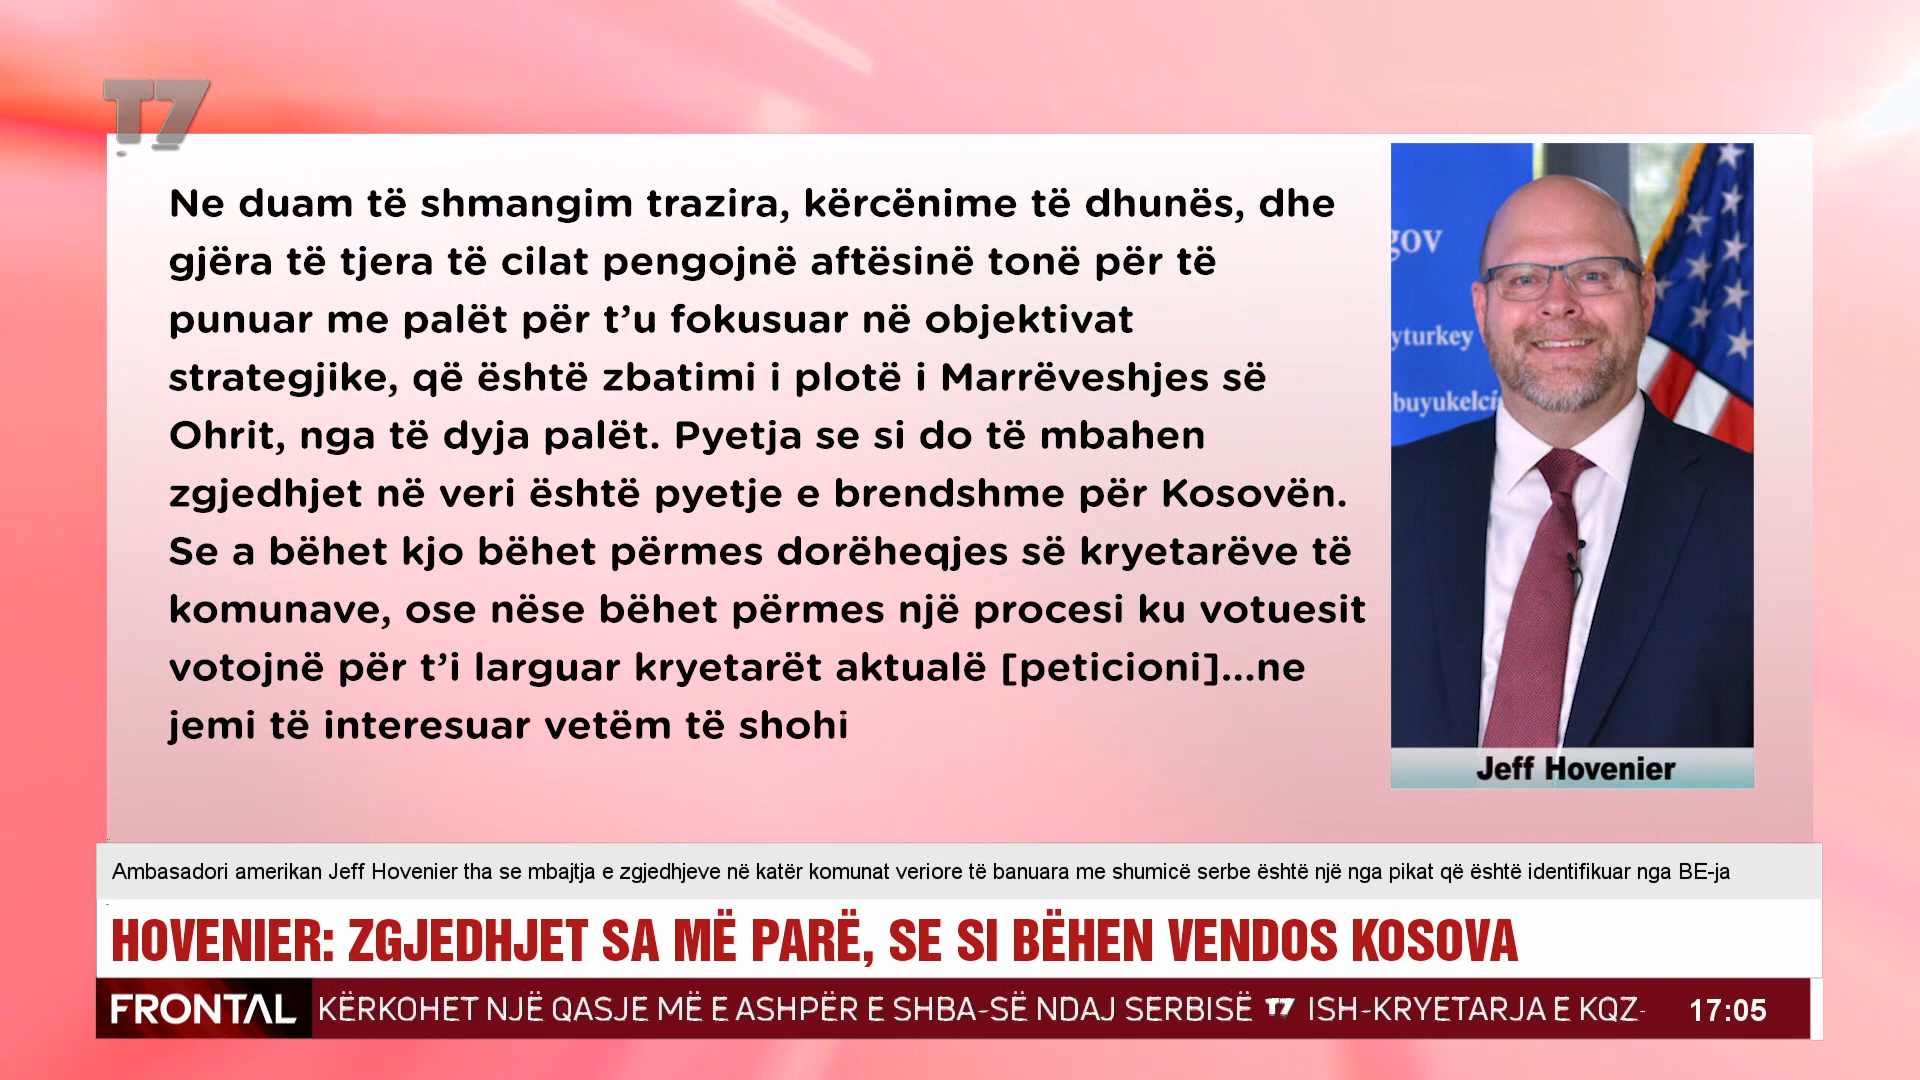 T7
Ne duam të shmangim trazira, kërcënime të dhunës, dhe
gjëra të tjera të cilat pengojnë aftësinë tonë për të
punuar me palët për t'u fokusuar në objektivat
strategjike, që është zbatimi i plotë i Marrëveshjes së
Ohrit, nga të dyja palët. Pyetja se si do të mbahen
zgjedhjet në veri është pyetje e brendshme për Kosovën.
Se a bëhet kjo bëhet përmes dorëheqjes së kryetarëve të
komunave, ose nëse bëhet përmes një procesi ku votuesit
votojnë për t'i larguar kryetarët aktualë [peticioni]...ne
jemi të interesuar vetëm të shohi
gov
yturkey
buyukelci
Jeff Hovenier
Ambasadori amerikan Jeff Hovenier tha se mbajtja e zgjedhjeve në katër komunat veriore të banuara me shumicë serbe është një nga pikat që është identifikuar nga BE-ja
HOVENIER: ZGJEDHJET SA MË PARË, SE SI BËHEN VENDOS KOSOVA
FRONTAL KËRKOHET NJË QASJE MË E ASHPËR E SHBA-SË NDAJ SERBISË T7 ISH-KRYETARJA E KQZ- 17:05